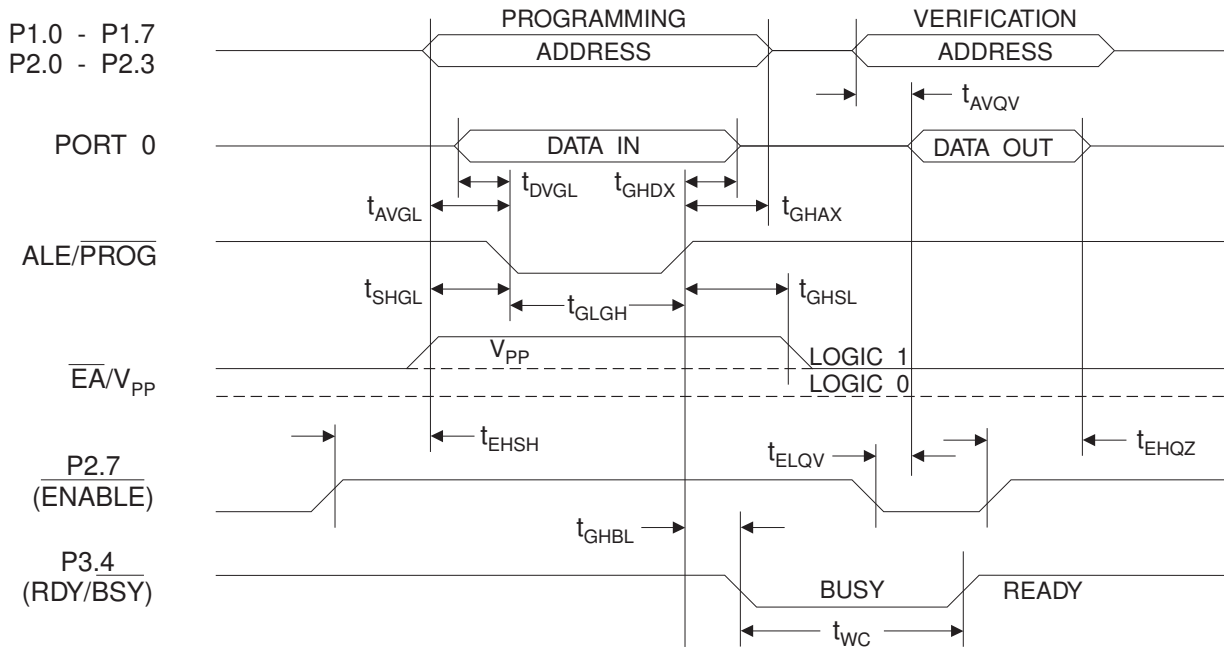 PROGRAMMING VERIFICATION
P1.0 - P1.7
P2.0 - P2.3
ADDRESS ADDRESS
tAVQV
PORT 0 DATA IN DATA OUT
tDVGL tGHDX
tAVGL tGHAX
ALE/PROG
tSHGL tGLGH tGHSL
VPP LOGIC 1
EA/VPP LOGIC 0
tEHSH tELQV tEHQZ
P2.7
(ENABLE)
tGHBL
P3.4
(RDY/BSY) BUSY READY
tWC